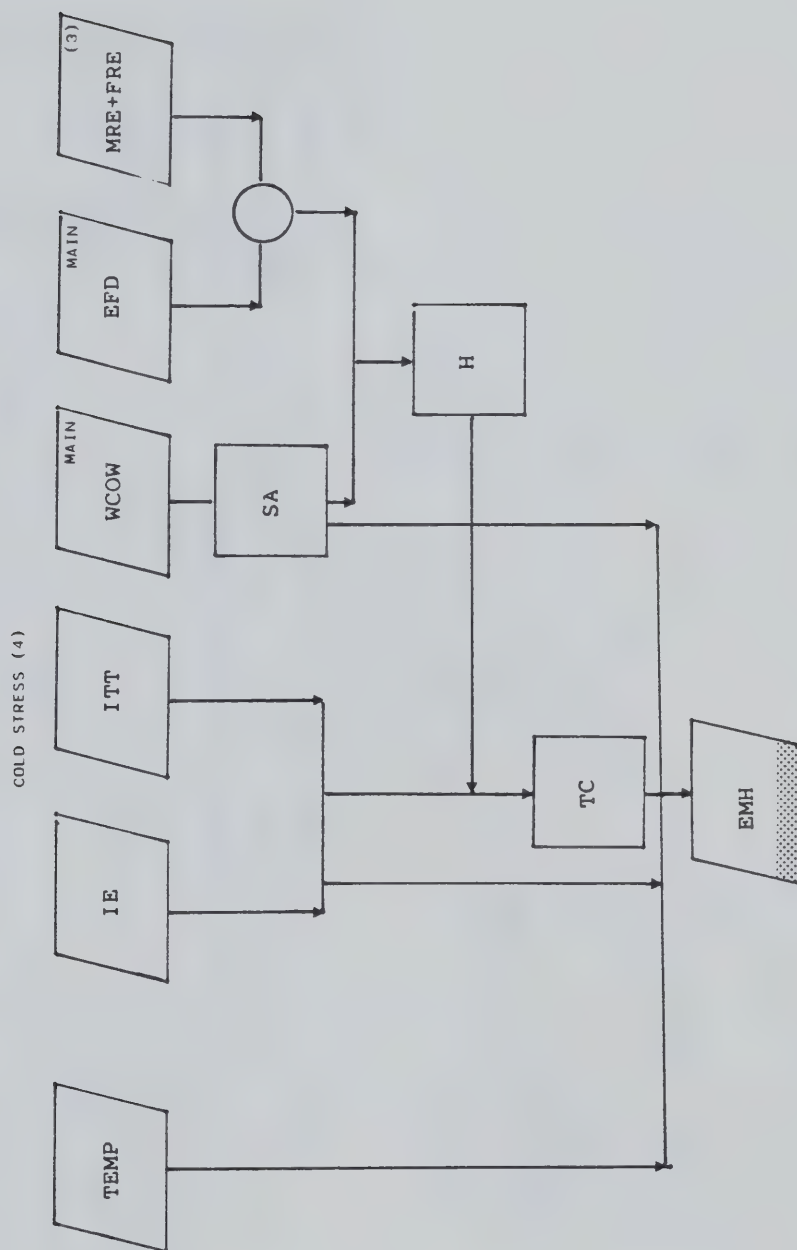 COLD STRESS (4)
TEMP
IE
ITT
WCOW
MAIN
EFD
MAIN
MRE+FRE
(3)
SA
H
TC
EMH